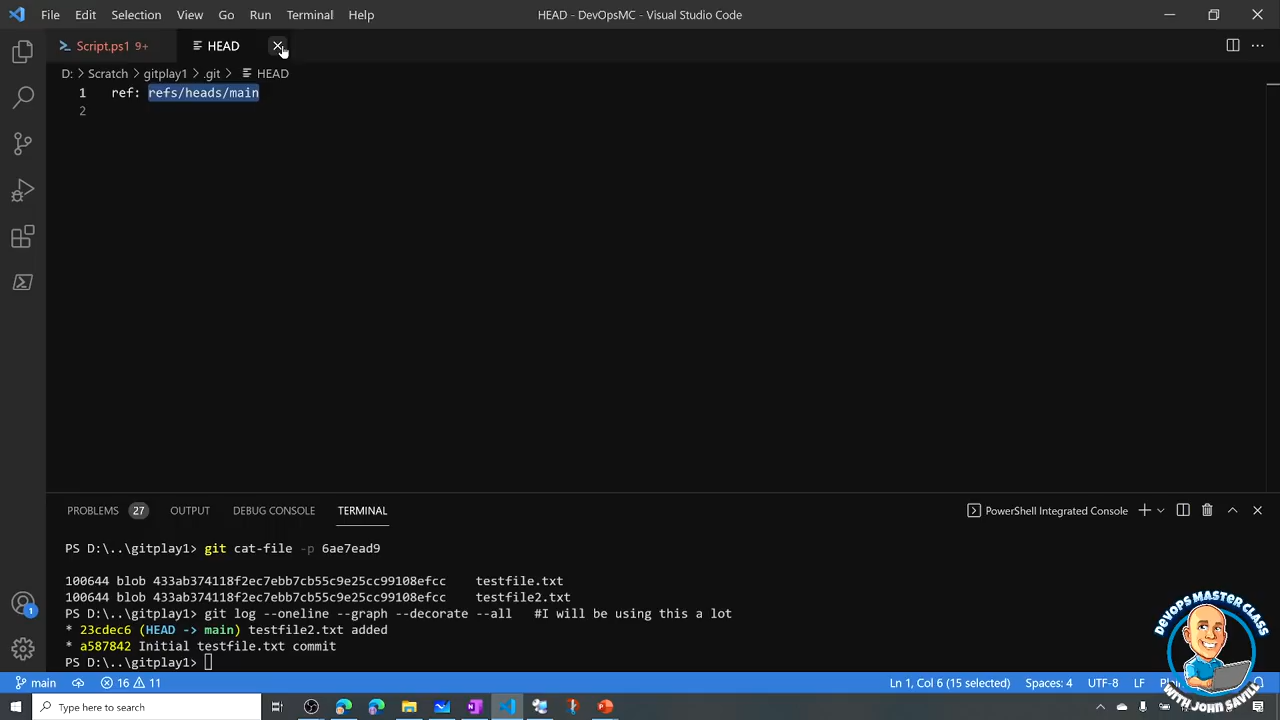 File Edit Selection View Go Run Terminal Help
HEAD - DevOpsMC - Visual Studio Code
Script.ps1 9+
HEAD
D: > Scratch > gitplay1 > .git > HEAD
1 ref: refs/heads/main
2
PROBLEMS 27 OUTPUT DEBUG CONSOLE TERMINAL
PowerShell Integrated Console
PS D:\..\gitplay1> git cat-file -p 6ae7ead9
100644 blob 433ab374118f2ec7ebb7cb55c9e25cc99108efcc testfile.txt
100644 blob 433ab374118f2ec7ebb7cb55c9e25cc99108efcc testfile2.txt
PS D:\..\gitplay1> git log --oneline --graph --decorate --all #I will be using this a lot
* 23cdec6 (HEAD -> main) testfile2.txt added
* a587842 Initial testfile.txt commit
PS D:\..\gitplay1>
1
main 16 11
Ln 1, Col 6 (15 selected) Spaces: 4 UTF-8 LF
Type here to search
DEVOPS MASTER CLASS
WITH JOHN SAVILL